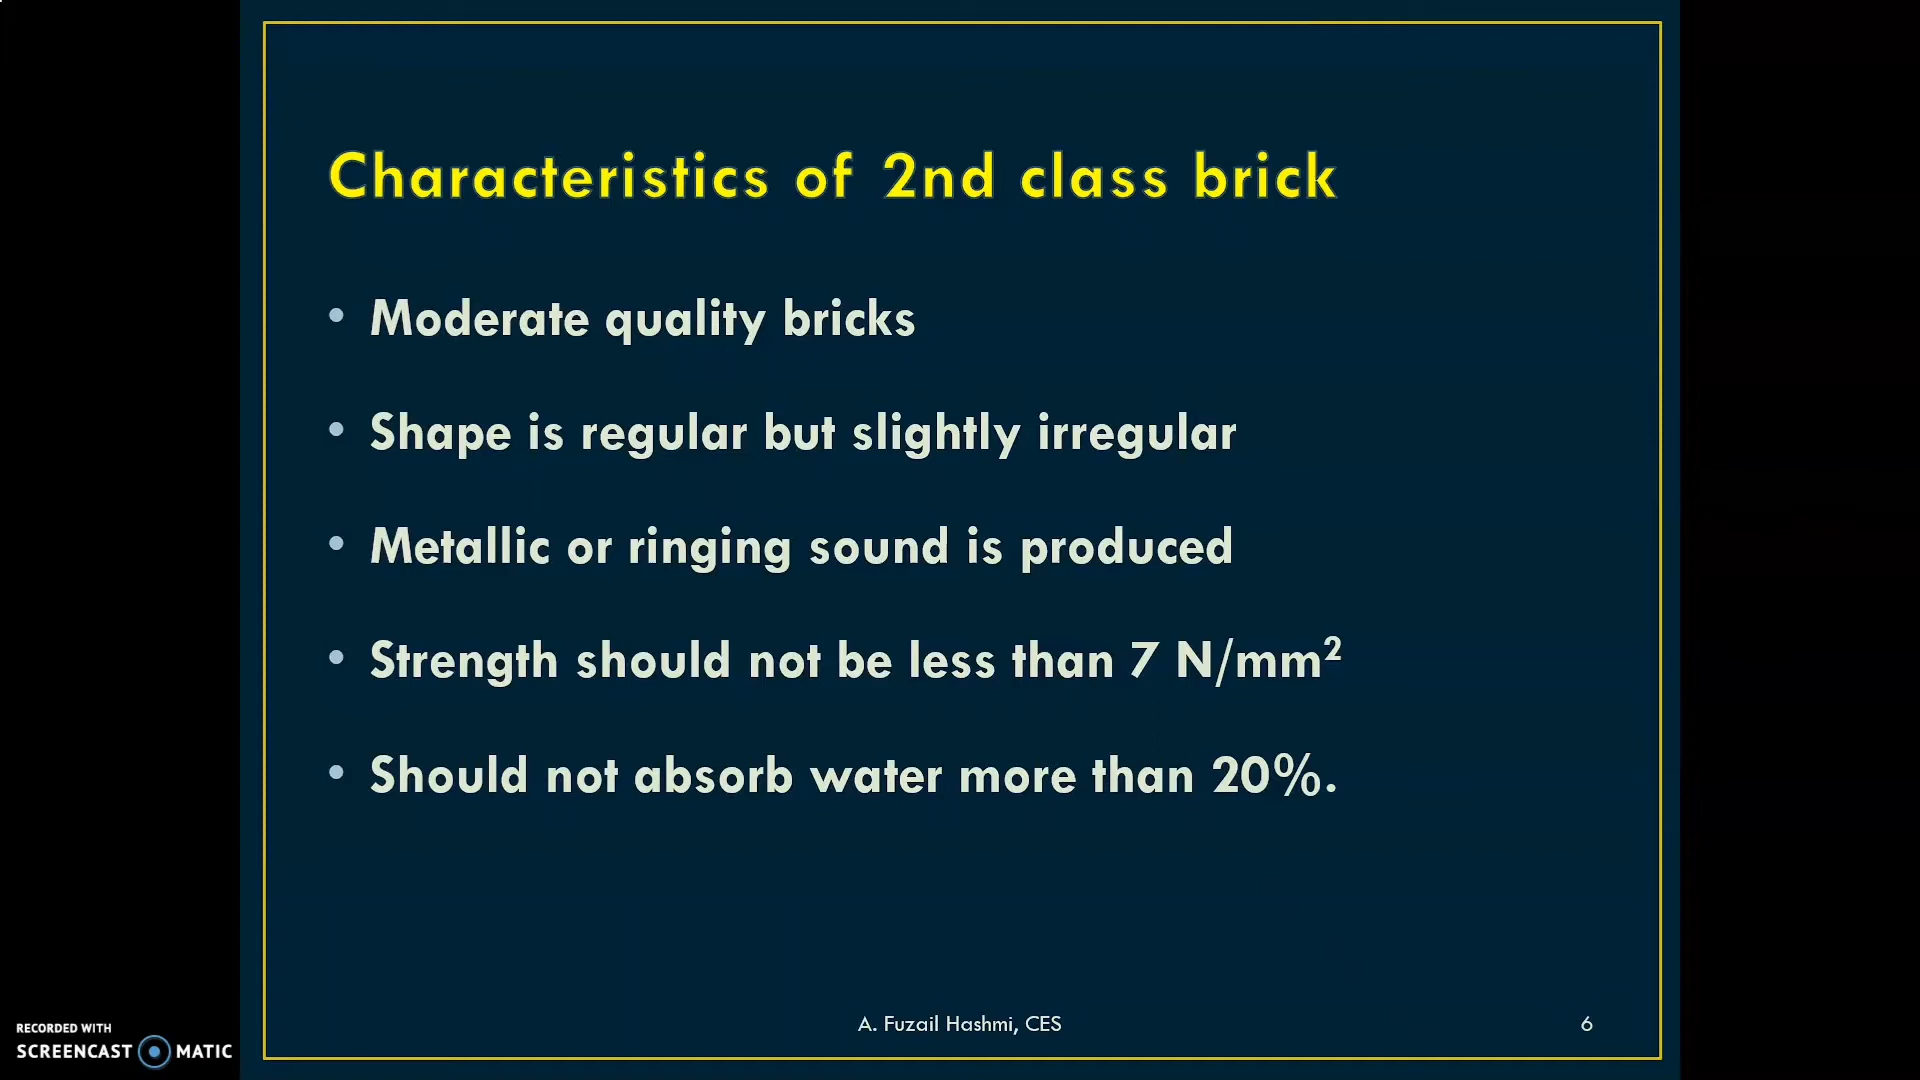 Characteristics of 2nd class brick
• Moderate quality bricks
• Shape is regular but slightly irregular
• Metallic or ringing sound is produced
• Strength should not be less than 7 N/mm²
• Should not absorb water more than 20%.
A. Fuzail Hashmi, CES
6
RECORDED WITH
SCREENCAST MATIC